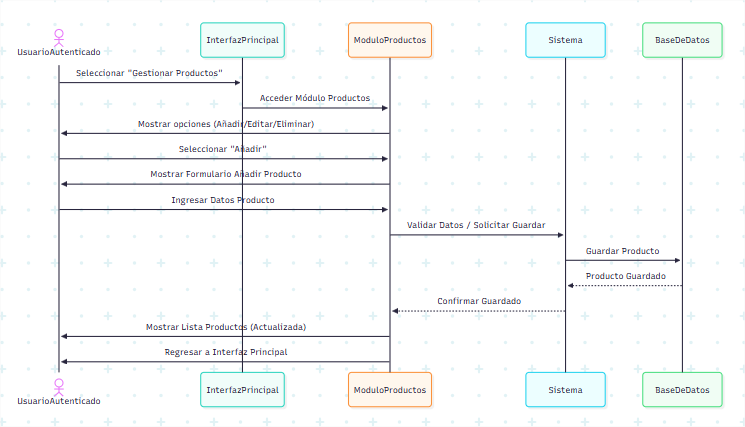 UsuarioAutenticado
InterfazPrincipal
ModuloProductos
Sistema
BaseDeDatos
Seleccionar "Gestionar Productos"
Acceder Módulo Productos
Mostrar opciones (Añadir/Editar/Eliminar)
Seleccionar "Añadir"
Mostrar Formulario Añadir Producto
Ingresar Datos Producto
Validar Datos / Solicitar Guardar
Guardar Producto
Producto Guardado
Confirmar Guardado
Mostrar Lista Productos (Actualizada)
Regresar a Interfaz Principal
UsuarioAutenticado
InterfazPrincipal
ModuloProductos
Sistema
BaseDeDatos